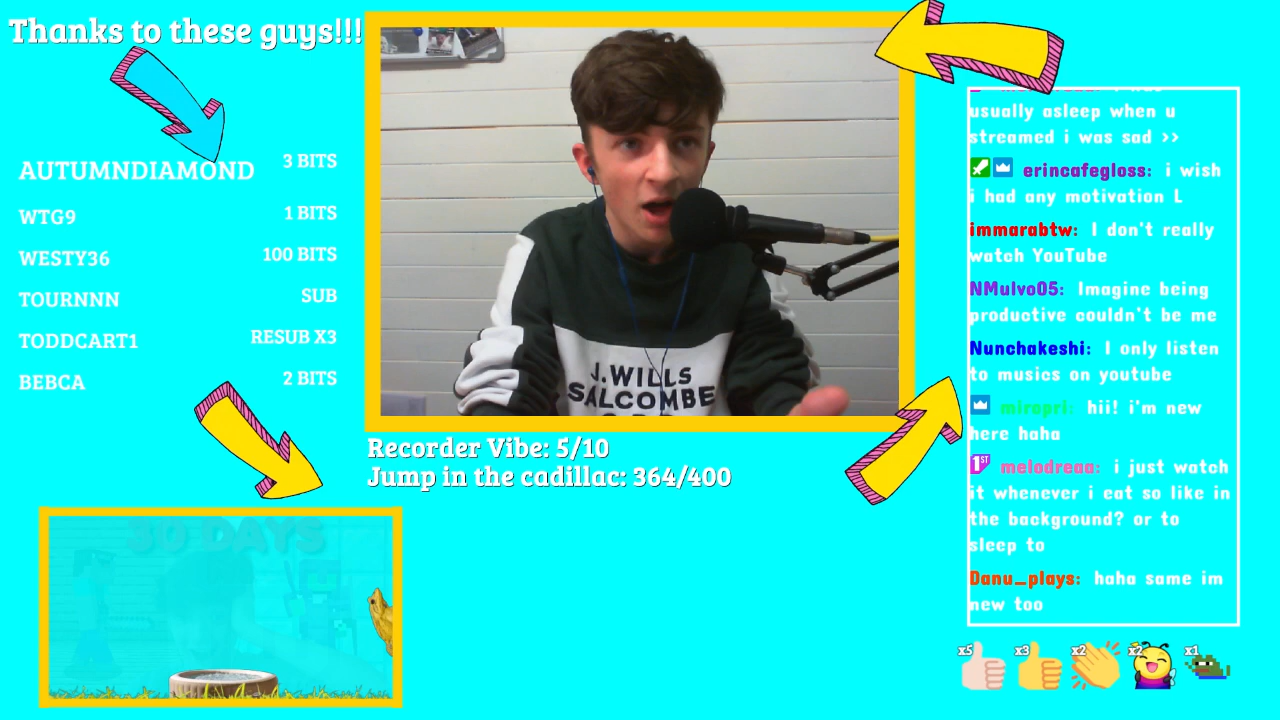 Thanks to these guys!!!
AUTUMNDIAMOND 3 BITS
WTG9 1 BITS
WESTY36 100 BITS
TOURNNN SUB
TODDCART1 RESUB X3
BEBCA 2 BITS
J.WILLS
SALCOMBE
Recorder Vibe: 5/10
Jump in the cadillac: 364/400
30 DAYS
usually asleep when u
streamed i was sad >>
erincafegloss: i wish
i had any motivation L
immarabtw: I don't really
watch YouTube
NMulvo05: Imagine being
productive couldn't be me
Nunchakeshi: I only listen
to musics on youtube
miropri: hii! i'm new
here haha
1ST melodreaa: i just watch
it whenever i eat so like in
the background? or to
sleep to
Danu_plays: haha same im
new too
x5 x3 x2 x2 x1